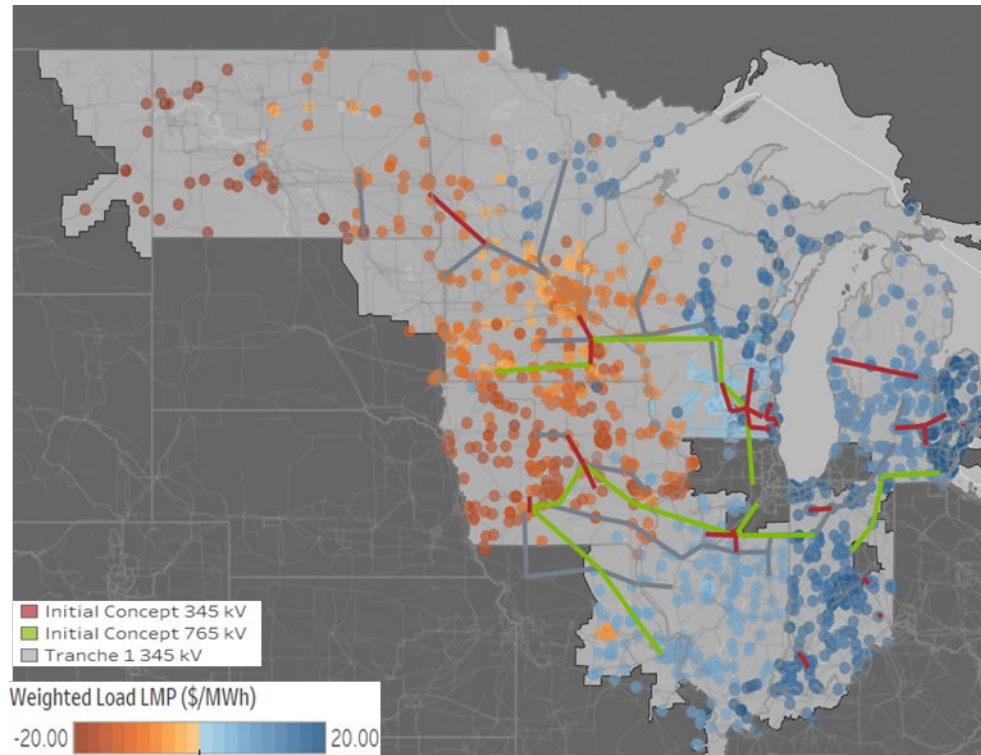 Initial Concept 345 kV
Initial Concept 765 kV
Tranche 1 345 kV
Weighted Load LMP ($/MWh)
-20.00 20.00